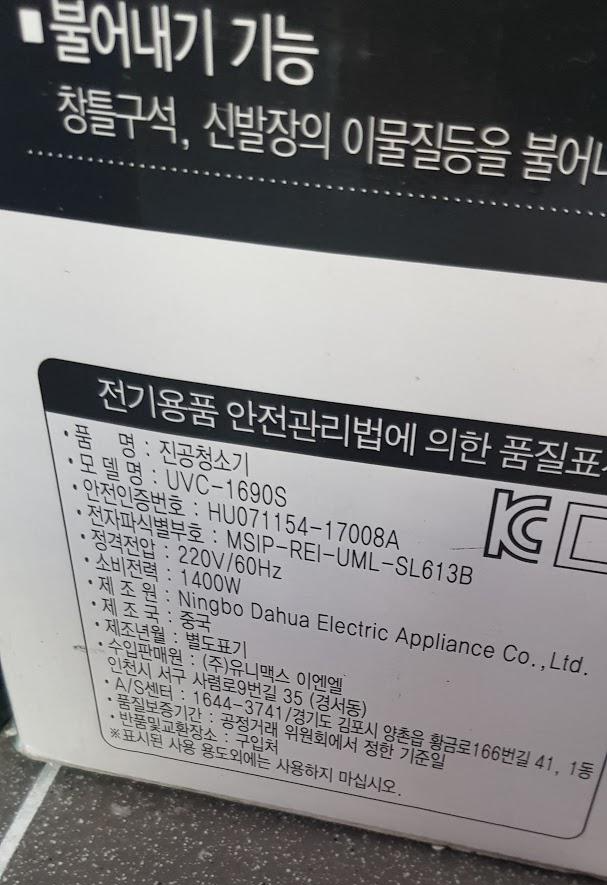 ■불어내기 기능
창틀구석, 신발장의 이물질등을 불어
전기용품 안전관리법에 의한 품질표
·품 명 : 진공청소기
·모 델 명 : UVC-1690S
·안전인증번호 : HU071154-17008A
·전자파식별부호 : MSIP-REI-UML-SL613B
·정격전압 : 220V/60Hz
·소비전력 : 1400W
·제 조 원 : Ningbo Dahua Electric Appliance Co.,Ltd.
·제 조 국 : 중국
·제조년월 : 별도표기
·수입판매원 : (주)유니맥스 이엔엘
인천시 서구 사렴로9번길 35 (경서동)
·A/S센터 : 1644-3741/경기도 김포시 양촌읍 황금로166번길 41, 1동
·품질보증기간 : 공정거래 위원회에서 정한 기준일
·반품및교환장소 : 구입처
※표시된 사용 용도외에는 사용하지 마십시오.
KC